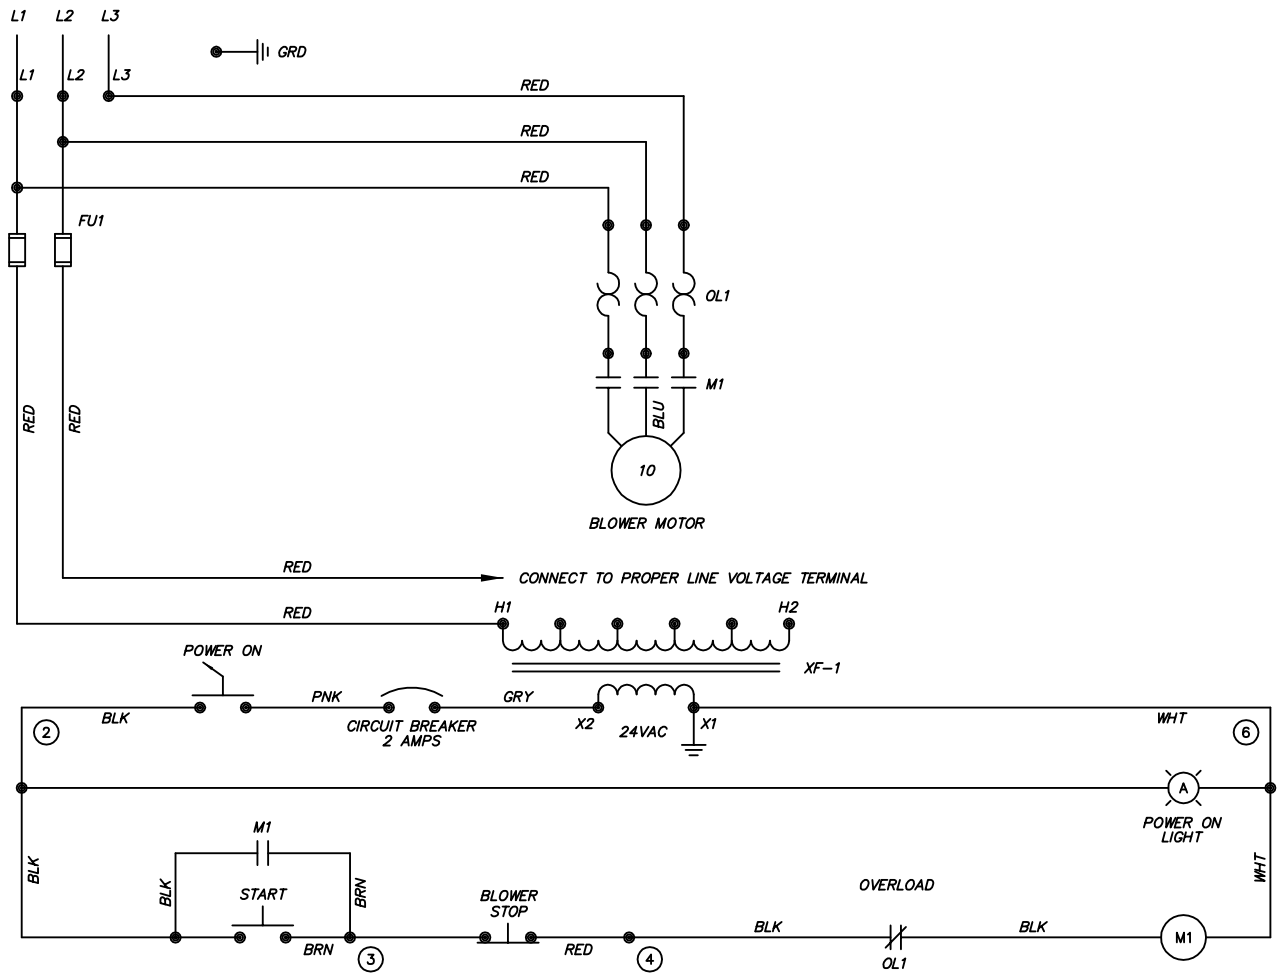 L1 L2 L3
GRD
L1 L2 L3
RED
RED
RED
FU1
OL1
M1
RED RED BLU
10
BLOWER MOTOR
RED CONNECT TO PROPER LINE VOLTAGE TERMINAL
RED H1 H2
POWER ON XF-1
PNK GRY
BLK CIRCUIT BREAKER X2 24VAC X1 WHT
2 2 AMPS 6
A
POWER ON
LIGHT
M1
BLK BLK BRN WHT
START BLOWER OVERLOAD
STOP
BLK BLK
BRN RED M1
3 4 OL1